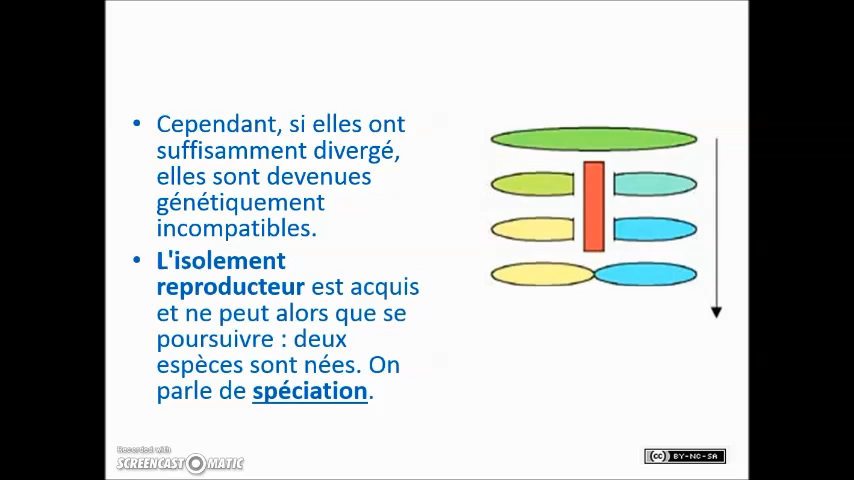 • Cependant, si elles ont
suffisamment divergé,
elles sont devenues
génétiquement
incompatibles.
• L'isolement
reproducteur est acquis
et ne peut alors que se
poursuivre : deux
espèces sont nées. On
parle de spéciation.
Recorded with
SCREENCAST-O-MATIC
(cc) BY-NC-SA